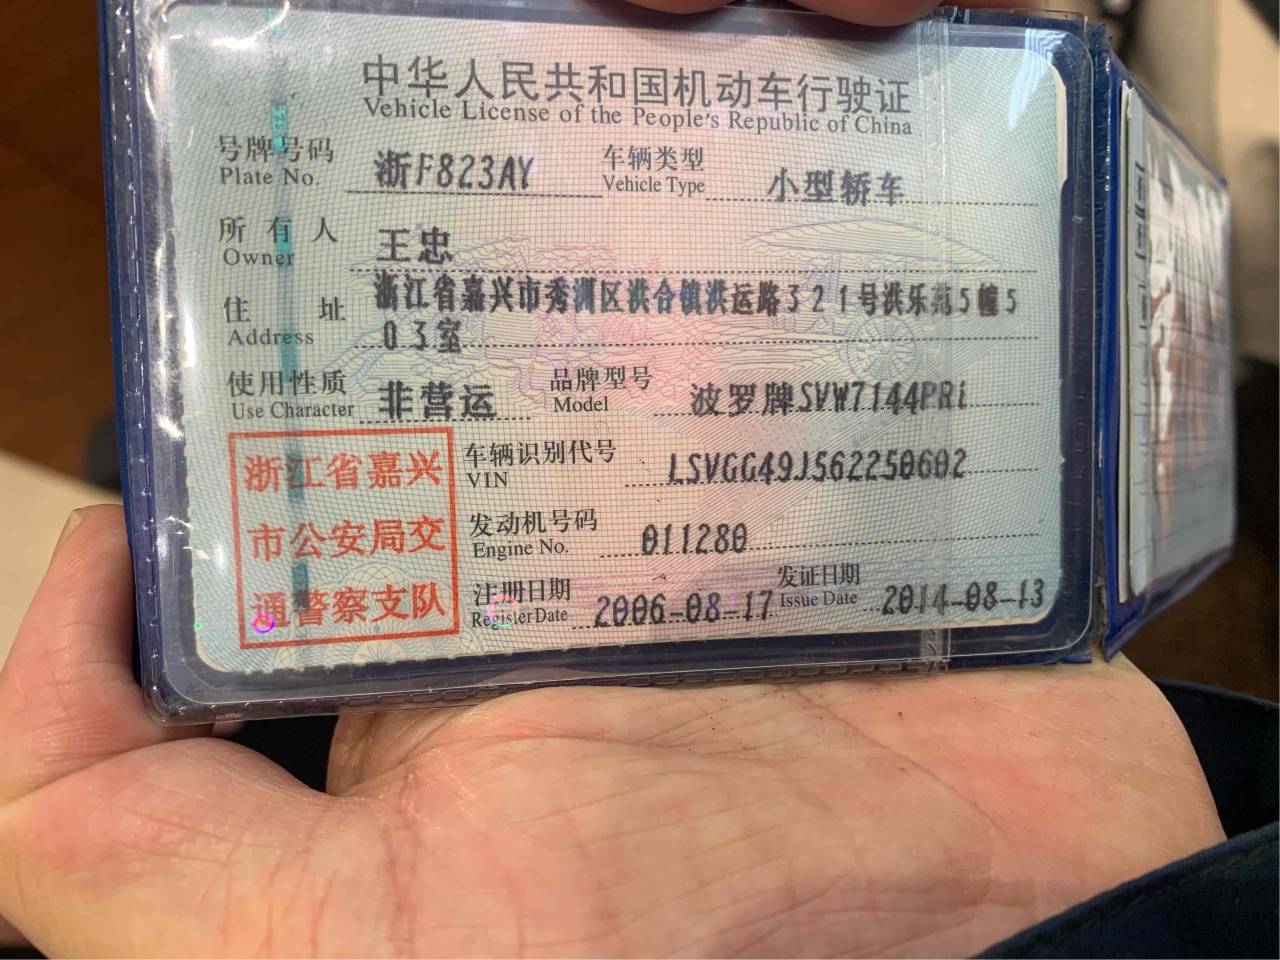 中华人民共和国机动车行驶证
Vehicle License of the People's Republic of China
号牌号码 浙F823AY 车辆类型 小型轿车
Plate No. Vehicle Type
所有人 王忠
Owner
住址 浙江省嘉兴市秀洲区洪合镇洪运路321号洪乐苑5幢5
Address 03室
使用性质 非营运 品牌型号 波罗牌SVW7144PRi
Use Character Model
浙江省嘉兴
市公安局交
通警察支队
车辆识别代号 LSVGG49J562250602
VIN
发动机号码 011280
Engine No.
注册日期 2006-08-17 发证日期 2014-08-13
Register Date Issue Date